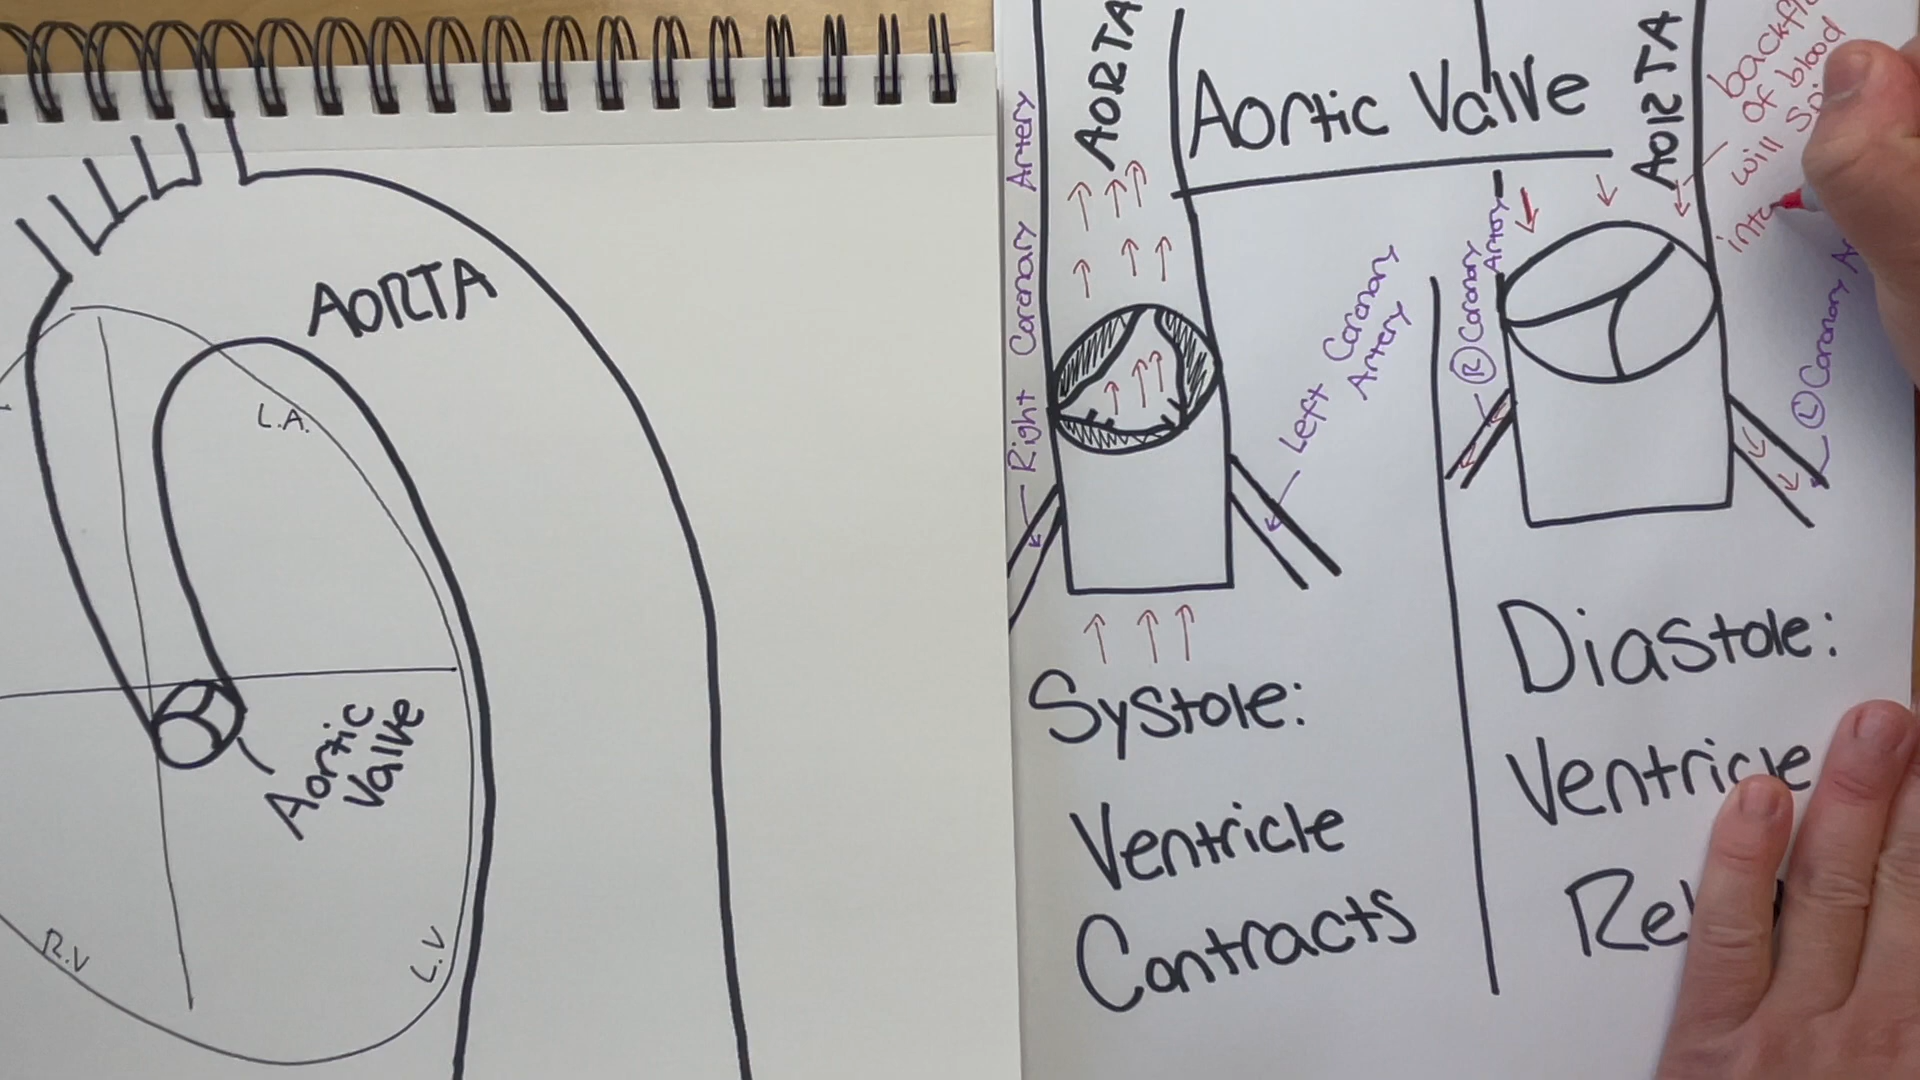 AORTA
L.A.
Aortic
Valve
R.V
L.V
AORTA
Aortic Valve
AORTA
Right Coronary Artery
Left Coronary
Artery
Systole:
Ventricle
Contracts
of blood
will
into
R Coronary
Artery
L Coronary
Diastole:
Ventricle